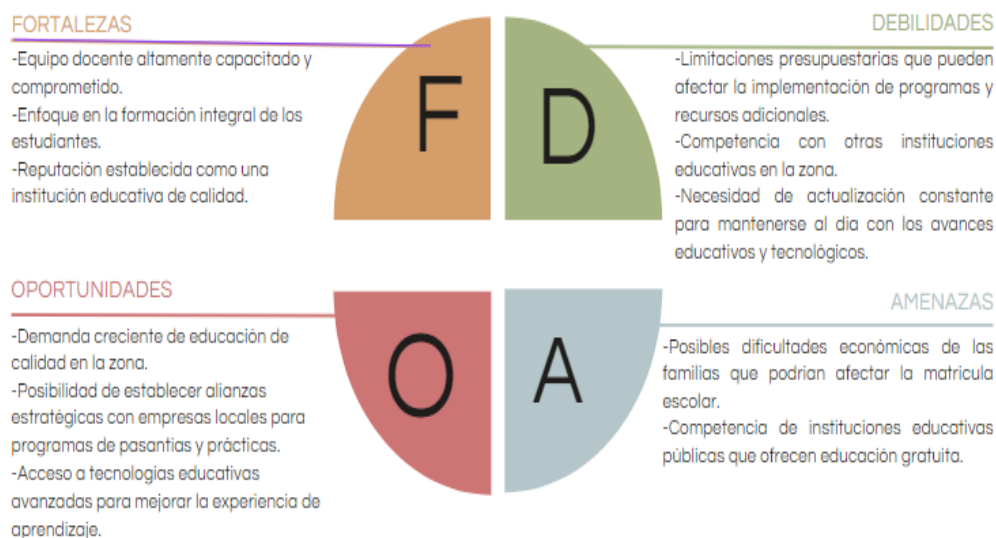 FORTALEZAS
-Equipo docente altamente capacitado y
comprometido.
-Enfoque en la formación integral de los
estudiantes.
-Reputación establecida como una
institución educativa de calidad.
F
D
DEBILIDADES
-Limitaciones presupuestarias que pueden
afectar la implementación de programas y
recursos adicionales.
-Competencia con otras instituciones
educativas en la zona.
-Necesidad de actualización constante
para mantenerse al día con los avances
educativos y tecnológicos.
OPORTUNIDADES
-Demanda creciente de educación de
calidad en la zona.
-Posibilidad de establecer alianzas
estratégicas con empresas locales para
programas de pasantías y prácticas.
-Acceso a tecnologías educativas
avanzadas para mejorar la experiencia de
aprendizaje.
O
A
AMENAZAS
-Posibles dificultades económicas de las
familias que podrían afectar la matricula
escolar.
-Competencia de instituciones educativas
públicas que ofrecen educación gratuita.